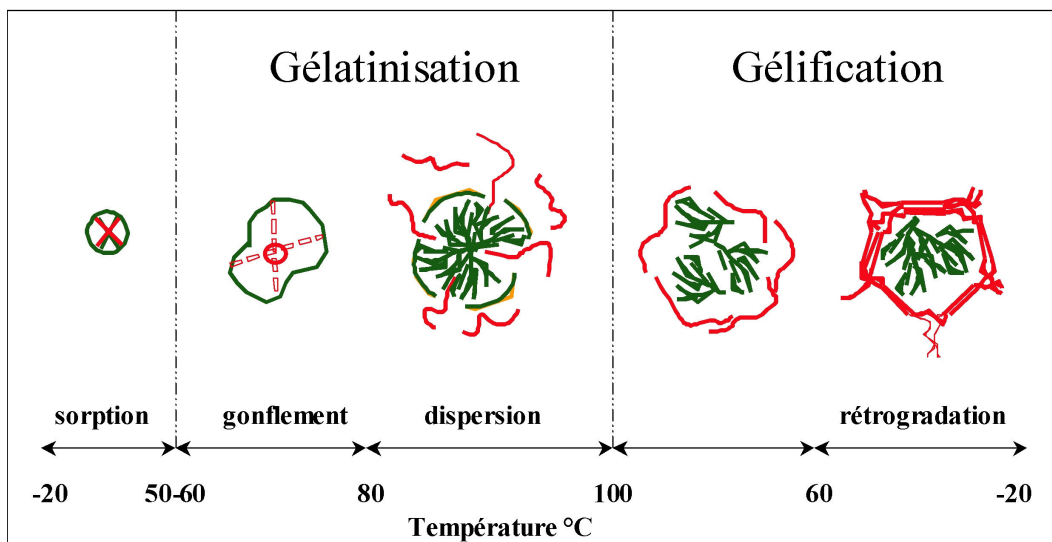 Gélatinisation Gélification
sorption gonflement dispersion rétrogradation
-20 50-60 80 100 60 -20
Température °C